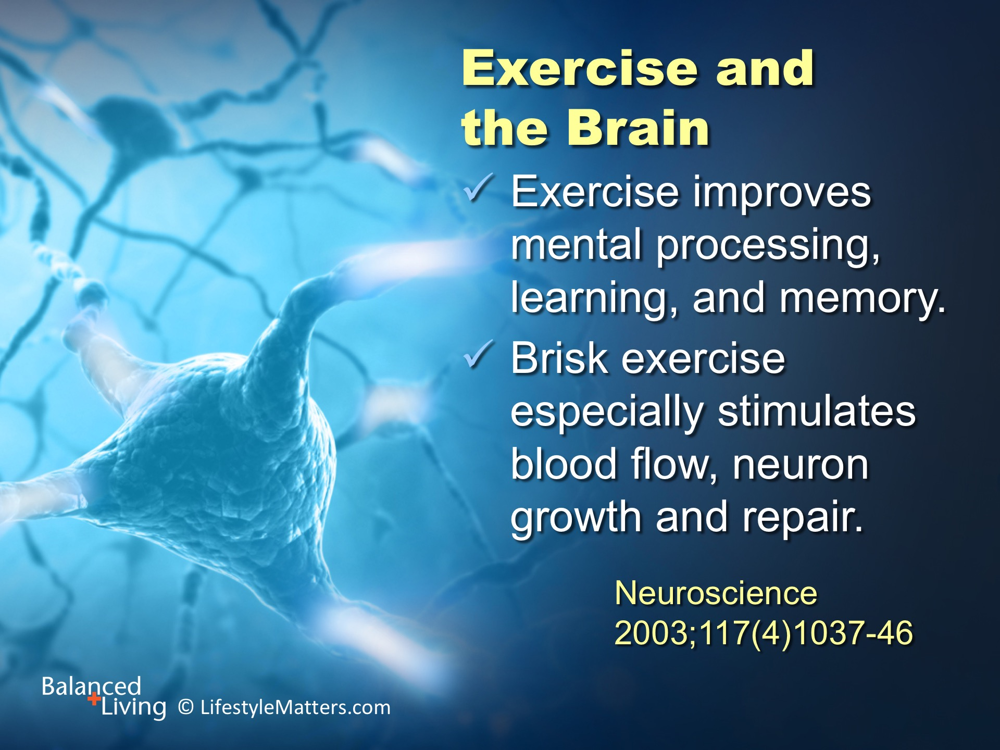 Exercise and
the Brain
✓ Exercise improves
mental processing,
learning, and memory.
✓ Brisk exercise
especially stimulates
blood flow, neuron
growth and repair.
Neuroscience
2003;117(4)1037-46
Balanced
Living © LifestyleMatters.com